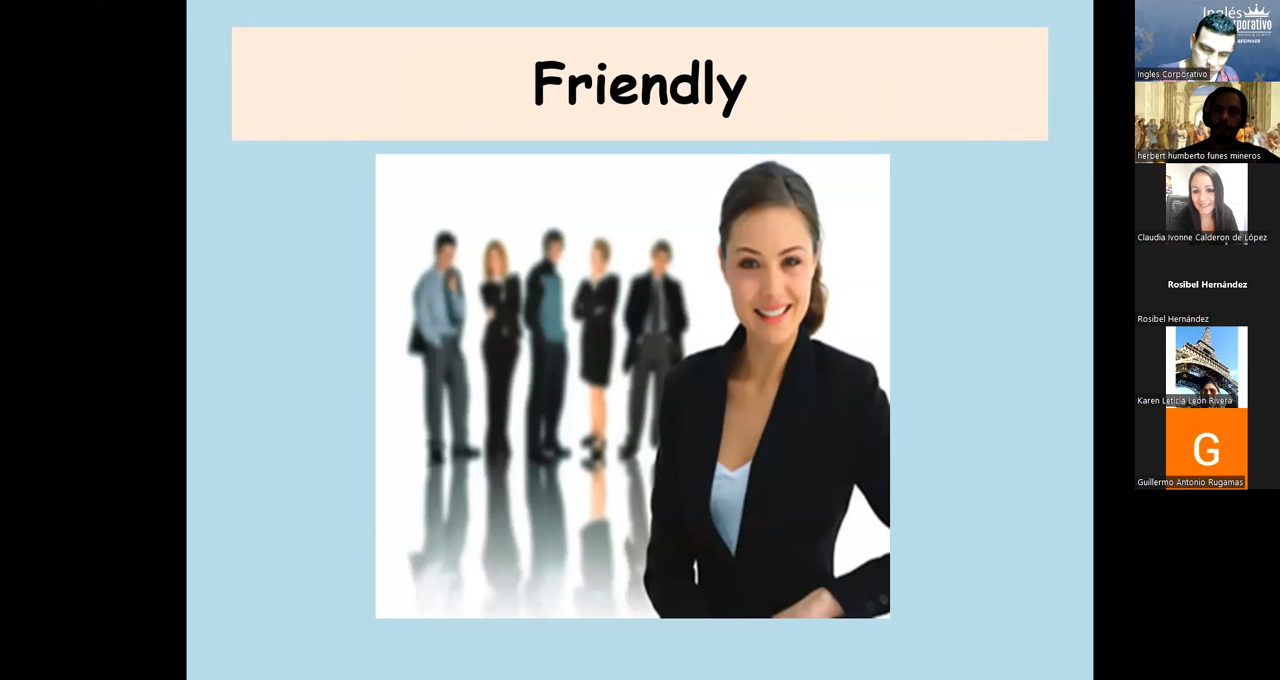 Friendly
Inglés
Corporativo
BEGINNER
Ingles Corporativo
herbert humberto funes mineros
Claudia Ivonne Calderon de López
Rosibel Hernández
Rosibel Hernández
Karen Leticia León Rivera
G
Guillermo Antonio Rugamas